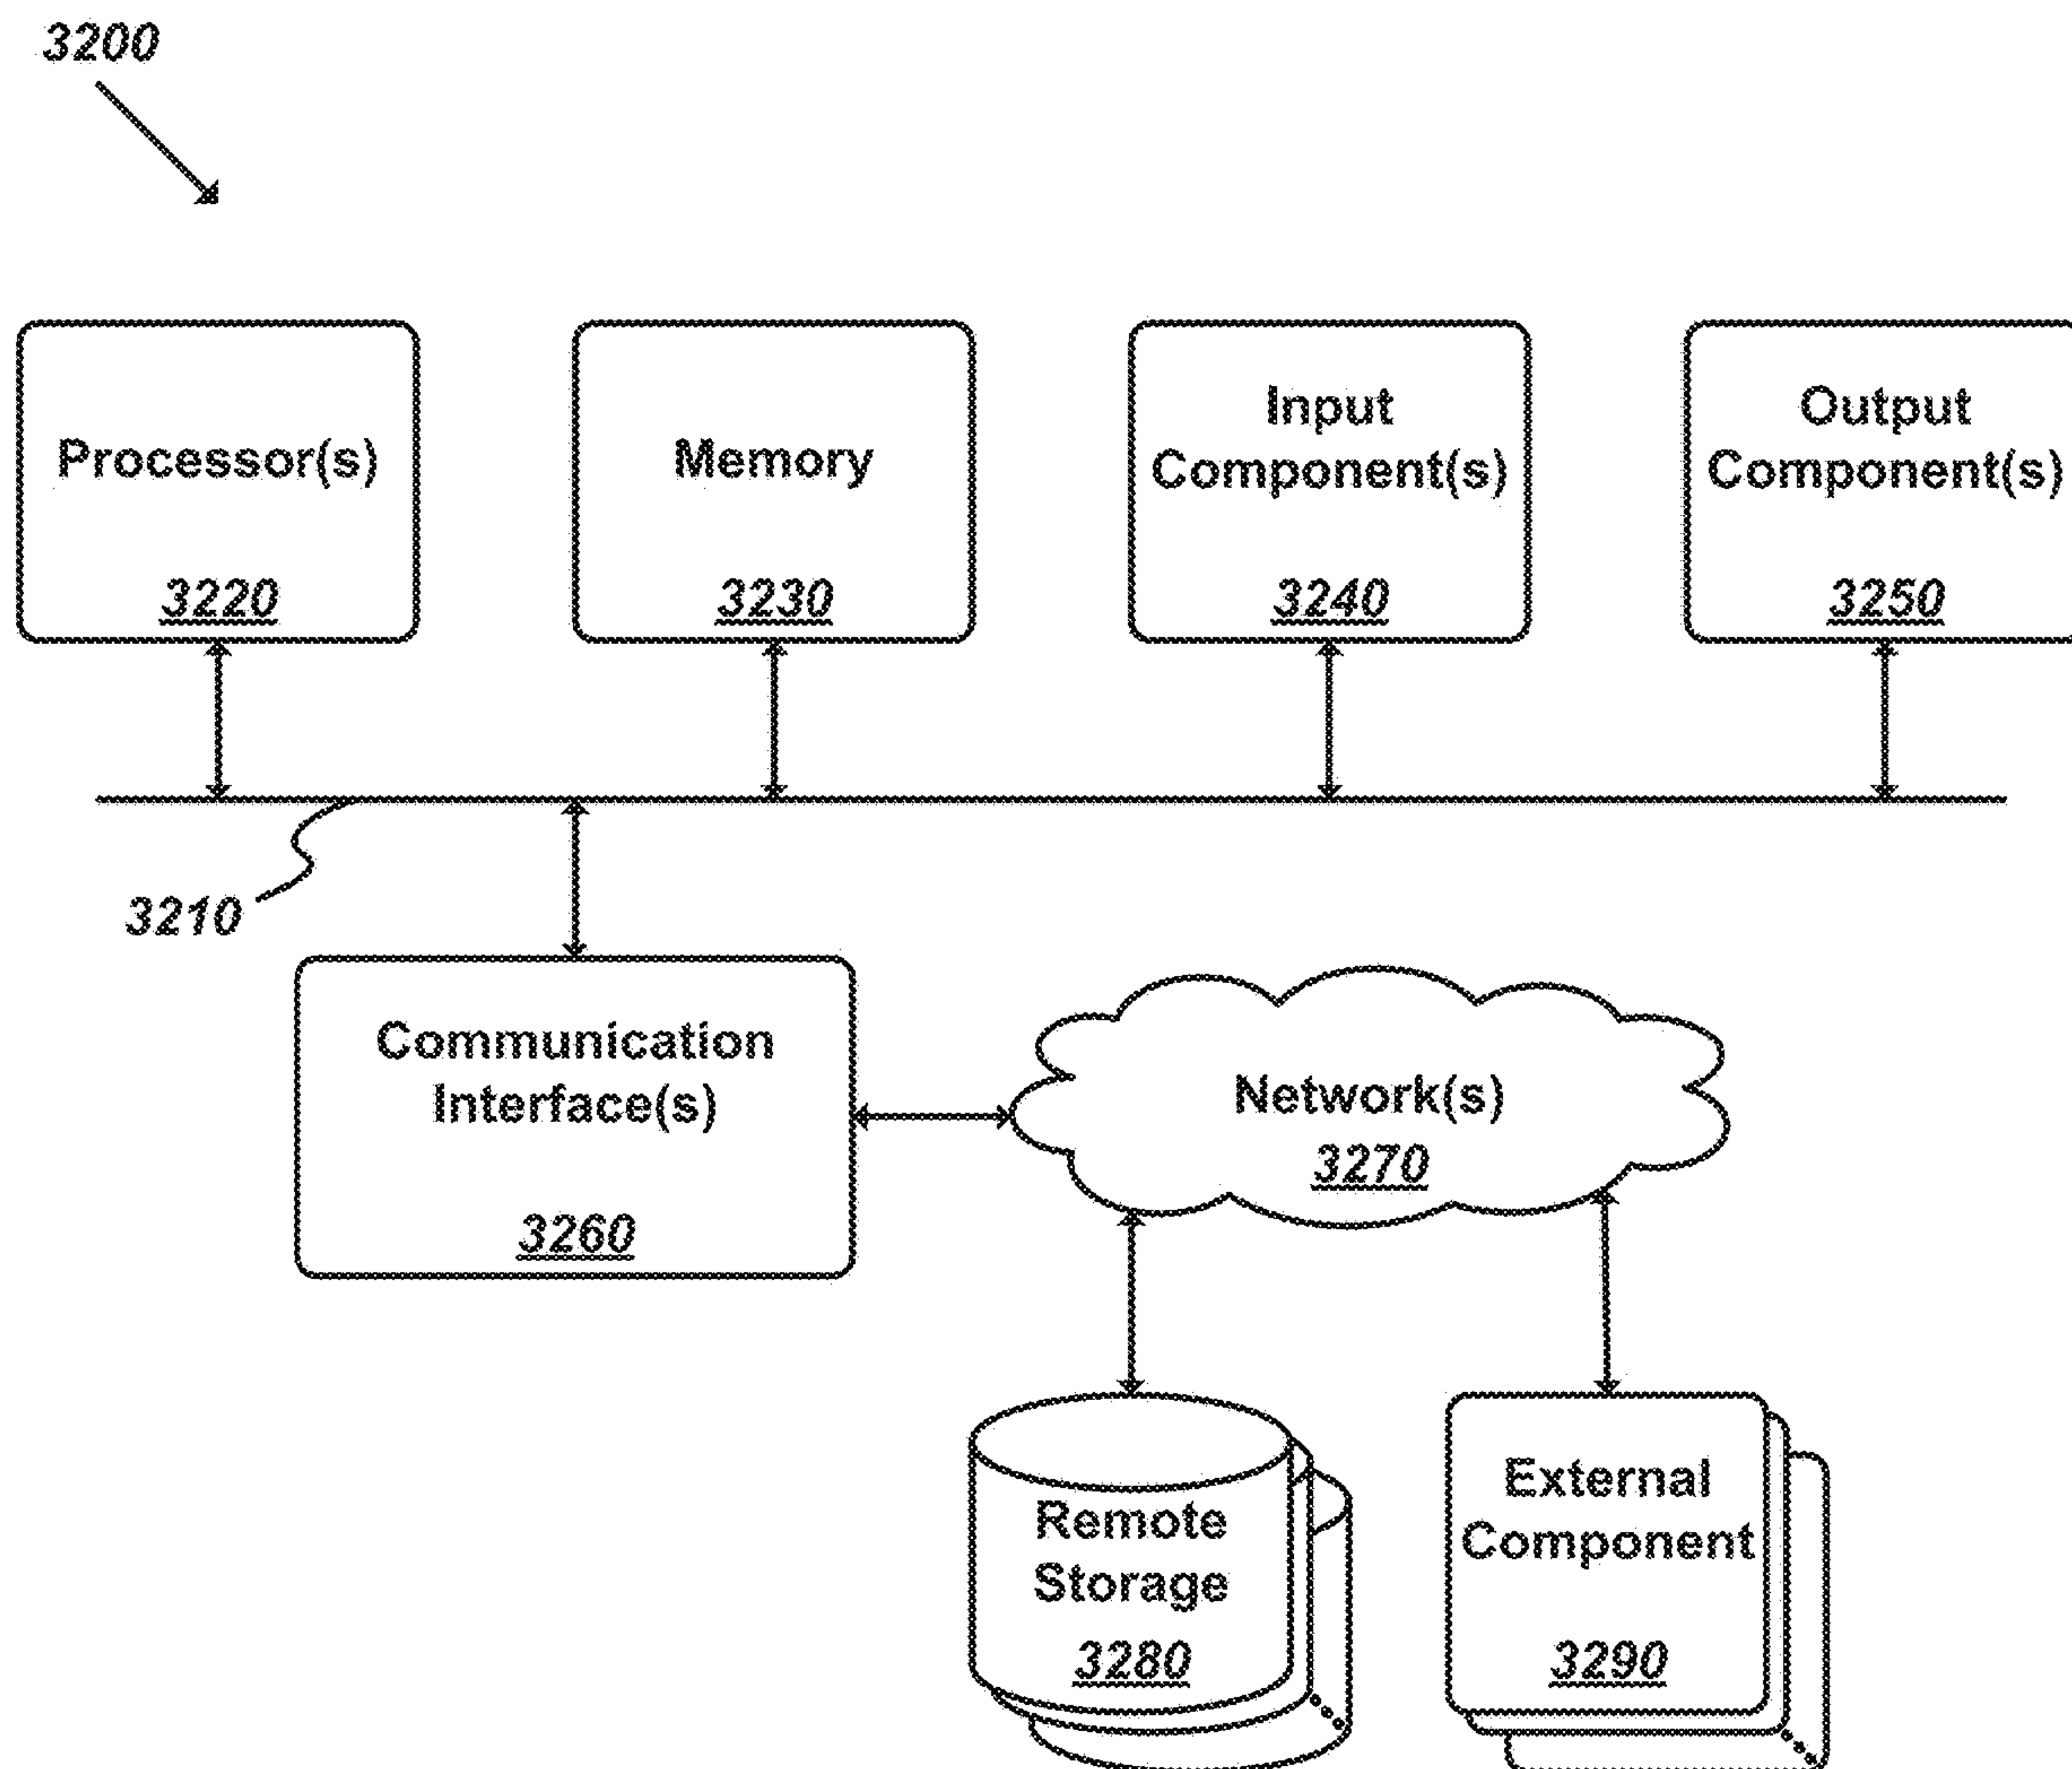 3200
Processor(s)
3220
Memory
3230
Input
Component(s)
3240
Output
Component(s)
3250
3210
Communication
Interface(s)
3260
Network(s)
3270
Remote
Storage
3280
External
Component
3290